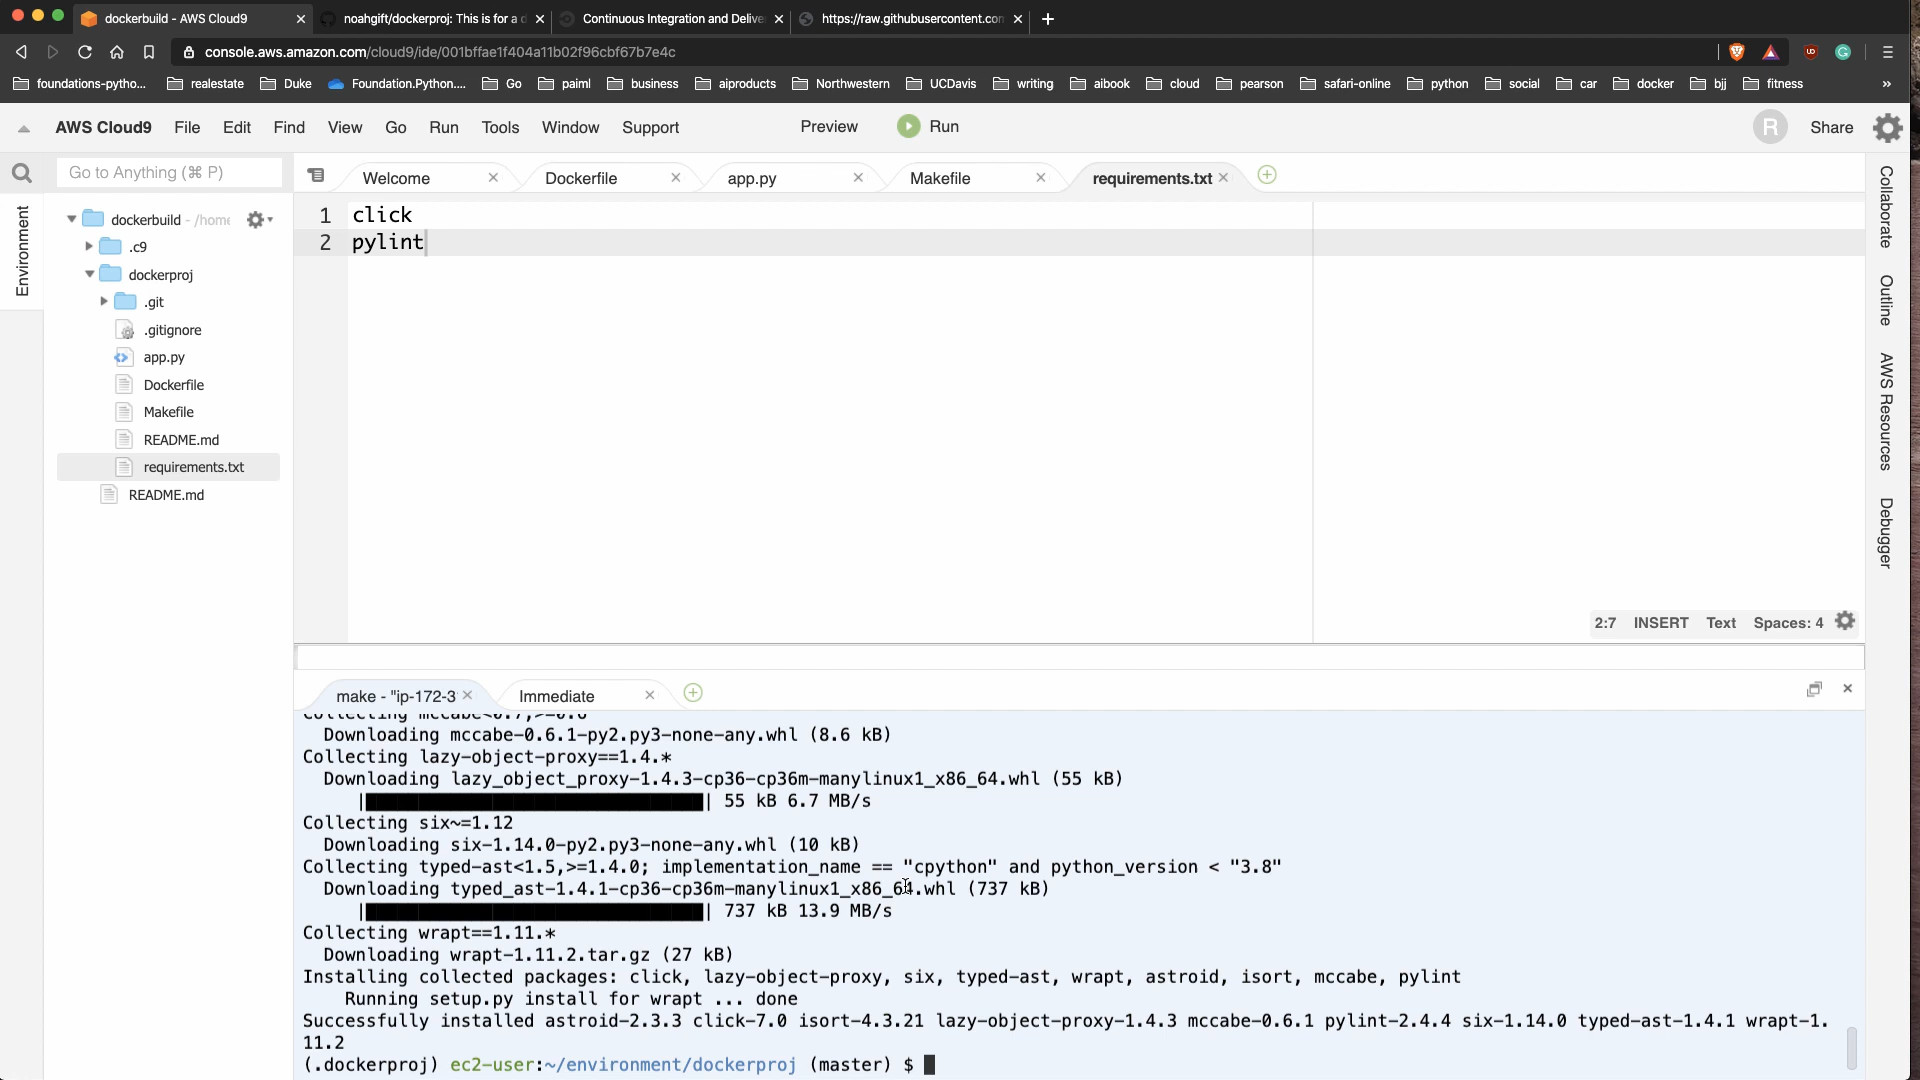 dockerbuild - AWS Cloud9
noahgift/dockerproj: This is for a d
Continuous Integration and Delive
https://raw.githubusercontent.con
console.aws.amazon.com/cloud9/ide/001bffae1f404a11b02f96cbf67b7e4c
foundations-pytho... realestate Duke Foundation.Python.... Go paiml business aiproducts Northwestern UCDavis writing aibook cloud pearson safari-online python social car docker bjj fitness »
AWS Cloud9 File Edit Find View Go Run Tools Window Support Preview Run R Share
Go to Anything (⌘ P)
Welcome Dockerfile app.py Makefile requirements.txt
Environment
dockerbuild - /home
.c9
dockerproj
.git
.gitignore
app.py
Dockerfile
Makefile
README.md
requirements.txt
README.md
1 click
2 pylint
2:7 INSERT Text Spaces: 4
Collaborate
Outline
AWS Resources
Debugger
make - "ip-172-3 Immediate
Collecting mccabe<0.7,>=0.6
Downloading mccabe-0.6.1-py2.py3-none-any.whl (8.6 kB)
Collecting lazy-object-proxy==1.4.*
Downloading lazy_object_proxy-1.4.3-cp36-cp36m-manylinux1_x86_64.whl (55 kB)
|████████████████████████████████| 55 kB 6.7 MB/s
Collecting six~=1.12
Downloading six-1.14.0-py2.py3-none-any.whl (10 kB)
Collecting typed-ast<1.5,>=1.4.0; implementation_name == "cpython" and python_version < "3.8"
Downloading typed_ast-1.4.1-cp36-cp36m-manylinux1_x86_64.whl (737 kB)
|████████████████████████████████| 737 kB 13.9 MB/s
Collecting wrapt==1.11.*
Downloading wrapt-1.11.2.tar.gz (27 kB)
Installing collected packages: click, lazy-object-proxy, six, typed-ast, wrapt, astroid, isort, mccabe, pylint
Running setup.py install for wrapt ... done
Successfully installed astroid-2.3.3 click-7.0 isort-4.3.21 lazy-object-proxy-1.4.3 mccabe-0.6.1 pylint-2.4.4 six-1.14.0 typed-ast-1.4.1 wrapt-1.
11.2
(.dockerproj) ec2-user:~/environment/dockerproj (master) $